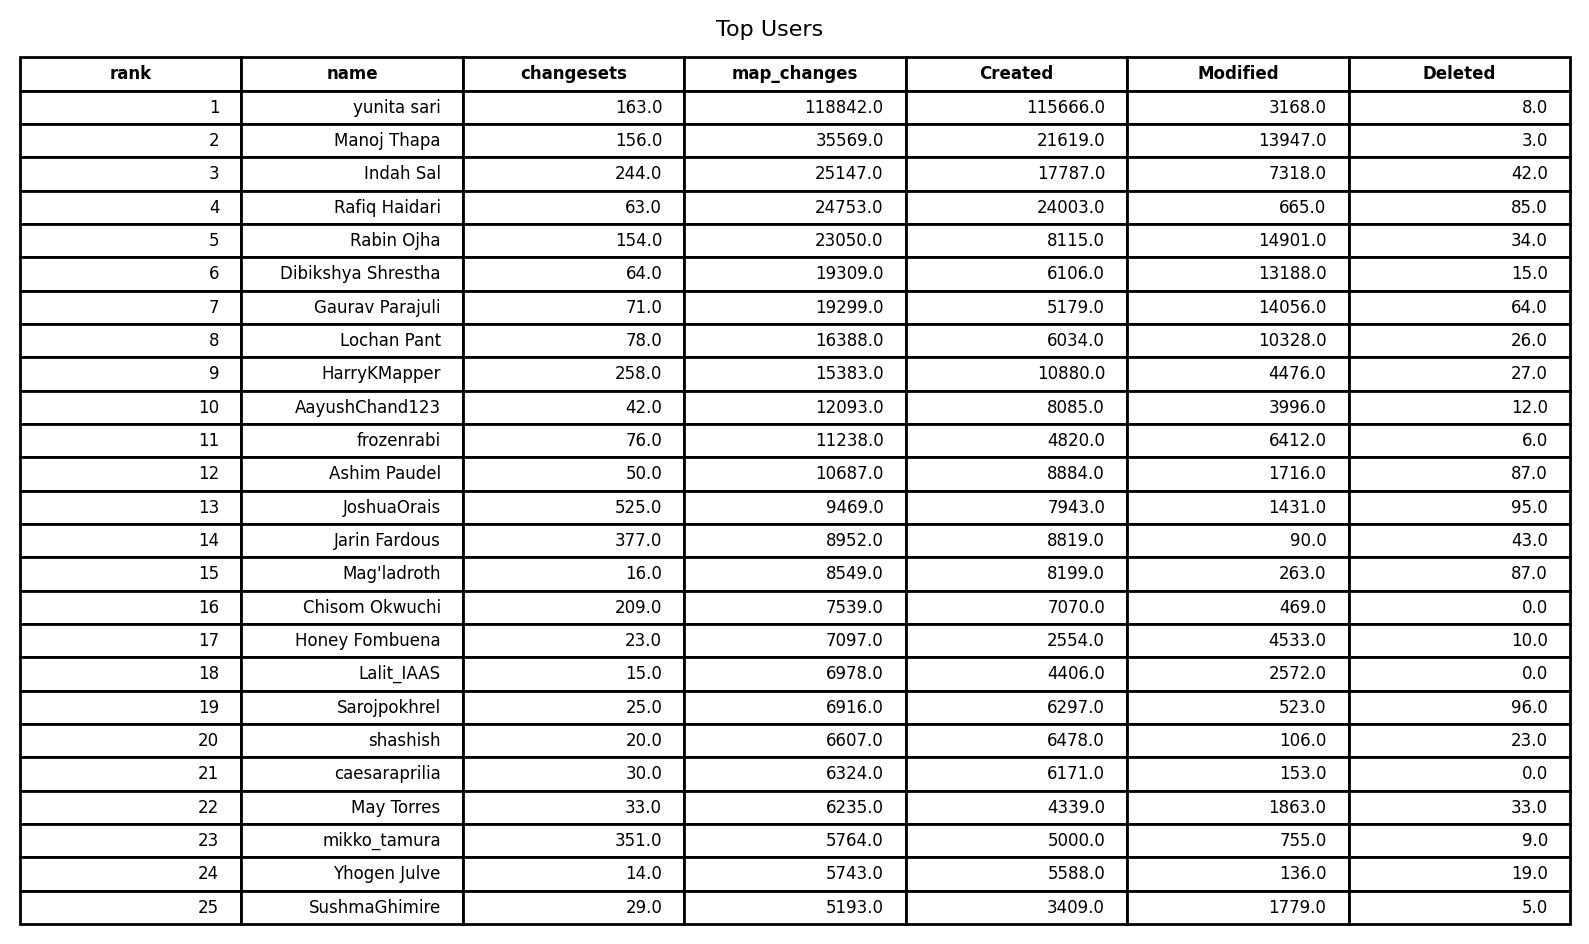 Top Users
rank name changesets map_changes Created Modified Deleted
1 yunita sari 163.0 118842.0 115666.0 3168.0 8.0
2 Manoj Thapa 156.0 35569.0 21619.0 13947.0 3.0
3 Indah Sal 244.0 25147.0 17787.0 7318.0 42.0
4 Rafiq Haidari 63.0 24753.0 24003.0 665.0 85.0
5 Rabin Ojha 154.0 23050.0 8115.0 14901.0 34.0
6 Dibikshya Shrestha 64.0 19309.0 6106.0 13188.0 15.0
7 Gaurav Parajuli 71.0 19299.0 5179.0 14056.0 64.0
8 Lochan Pant 78.0 16388.0 6034.0 10328.0 26.0
9 HarryKMapper 258.0 15383.0 10880.0 4476.0 27.0
10 AayushChand123 42.0 12093.0 8085.0 3996.0 12.0
11 frozenrabi 76.0 11238.0 4820.0 6412.0 6.0
12 Ashim Paudel 50.0 10687.0 8884.0 1716.0 87.0
13 JoshuaOrais 525.0 9469.0 7943.0 1431.0 95.0
14 Jarin Fardous 377.0 8952.0 8819.0 90.0 43.0
15 Mag'ladroth 16.0 8549.0 8199.0 263.0 87.0
16 Chisom Okwuchi 209.0 7539.0 7070.0 469.0 0.0
17 Honey Fombuena 23.0 7097.0 2554.0 4533.0 10.0
18 Lalit_IAAS 15.0 6978.0 4406.0 2572.0 0.0
19 Sarojpokhrel 25.0 6916.0 6297.0 523.0 96.0
20 shashish 20.0 6607.0 6478.0 106.0 23.0
21 caesaraprilia 30.0 6324.0 6171.0 153.0 0.0
22 May Torres 33.0 6235.0 4339.0 1863.0 33.0
23 mikko_tamura 351.0 5764.0 5000.0 755.0 9.0
24 Yhogen Julve 14.0 5743.0 5588.0 136.0 19.0
25 SushmaGhimire 29.0 5193.0 3409.0 1779.0 5.0